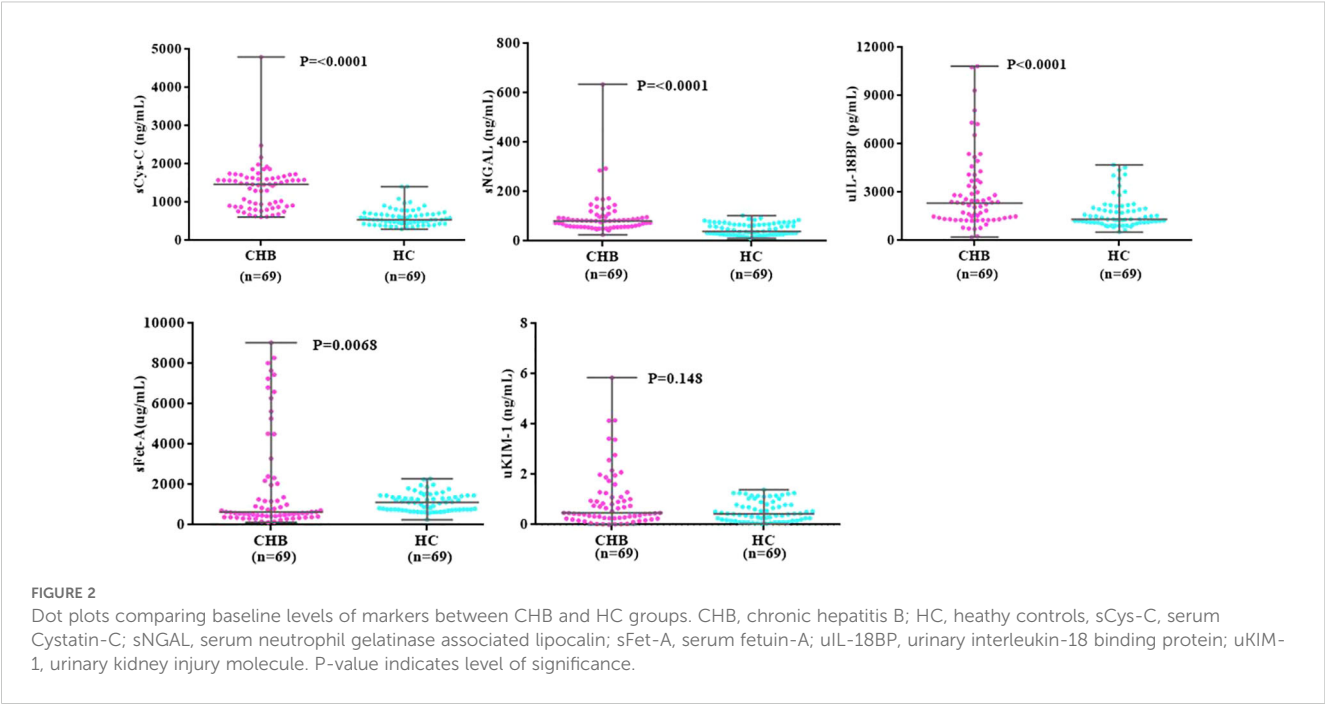 5000
4000
3000
2000
1000
0
sCys-C (ng/mL)
P=<0.0001
CHB
(n=69)
HC
(n=69)
800
600
400
200
0
sNGAL (ng/mL)
P=<0.0001
CHB
(n=69)
HC
(n=69)
12000
9000
6000
3000
0
uIL-18BP (pg/mL)
P<0.0001
CHB
(n=69)
HC
(n=69)
10000
8000
6000
4000
2000
0
sFet-A(ug/mL)
P=0.0068
CHB
(n=69)
HC
(n=69)
8
6
4
2
0
uKIM-1 (ng/mL)
P=0.148
CHB
(n=69)
HC
(n=69)
FIGURE 2
Dot plots comparing baseline levels of markers between CHB and HC groups. CHB, chronic hepatitis B; HC, heathy controls, sCys-C, serum
Cystatin-C; sNGAL, serum neutrophil gelatinase associated lipocalin; sFet-A, serum fetuin-A; uIL-18BP, urinary interleukin-18 binding protein; uKIM-
1, urinary kidney injury molecule. P-value indicates level of significance.